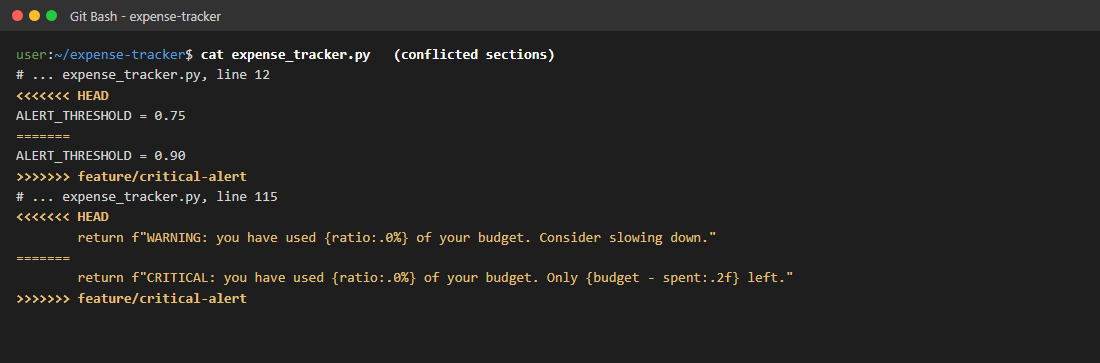 Git Bash - expense-tracker
user:~/expense-tracker$ cat expense_tracker.py   (conflicted sections)
# ... expense_tracker.py, line 12
<<<<<<< HEAD
ALERT_THRESHOLD = 0.75
=======
ALERT_THRESHOLD = 0.90
>>>>>>> feature/critical-alert
# ... expense_tracker.py, line 115
<<<<<<< HEAD
        return f"WARNING: you have used {ratio:.0%} of your budget. Consider slowing down."
=======
        return f"CRITICAL: you have used {ratio:.0%} of your budget. Only {budget - spent:.2f} left."
>>>>>>> feature/critical-alert